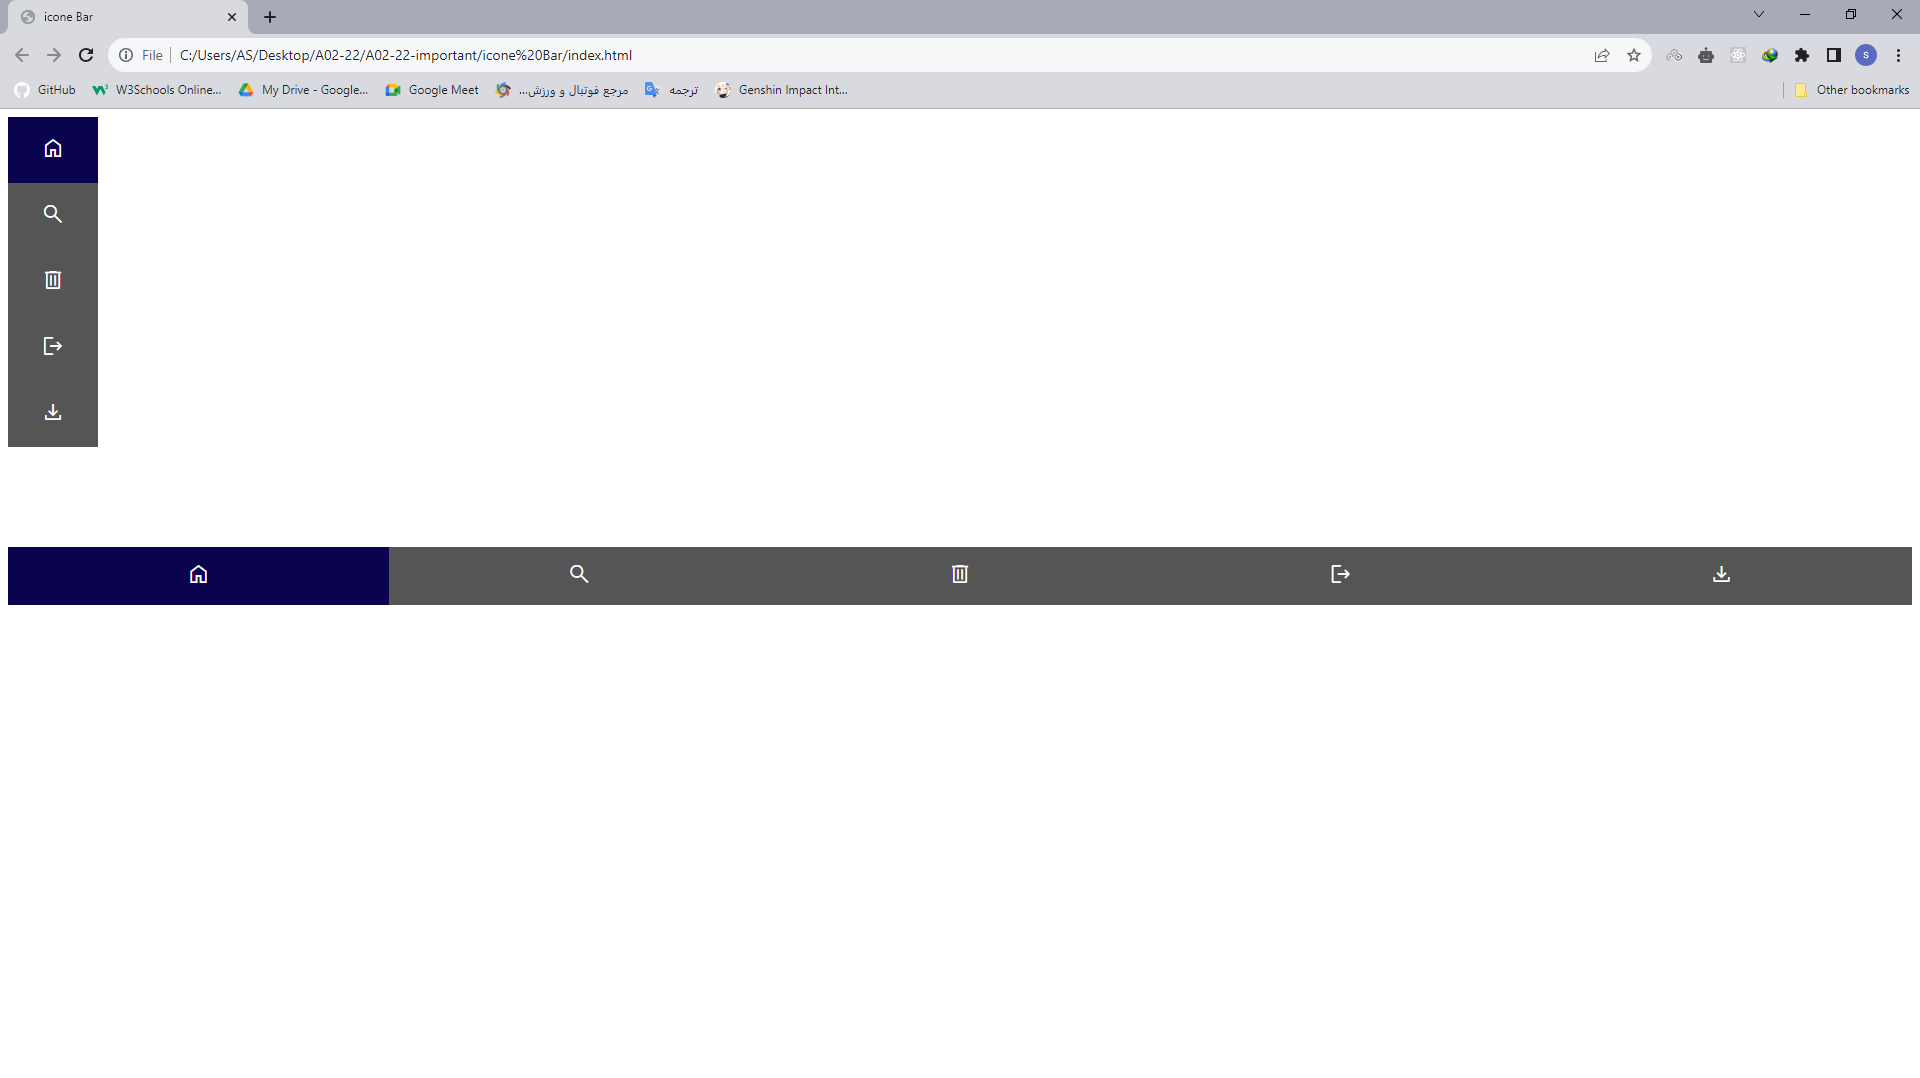 icone Bar
File C:/Users/AS/Desktop/A02-22/A02-22-important/icone%20Bar/index.html
S
GitHub W3Schools Online... My Drive - Google... Google Meet مرجع فوتبال و ورزش... ترجمه Genshin Impact Int... Other bookmarks